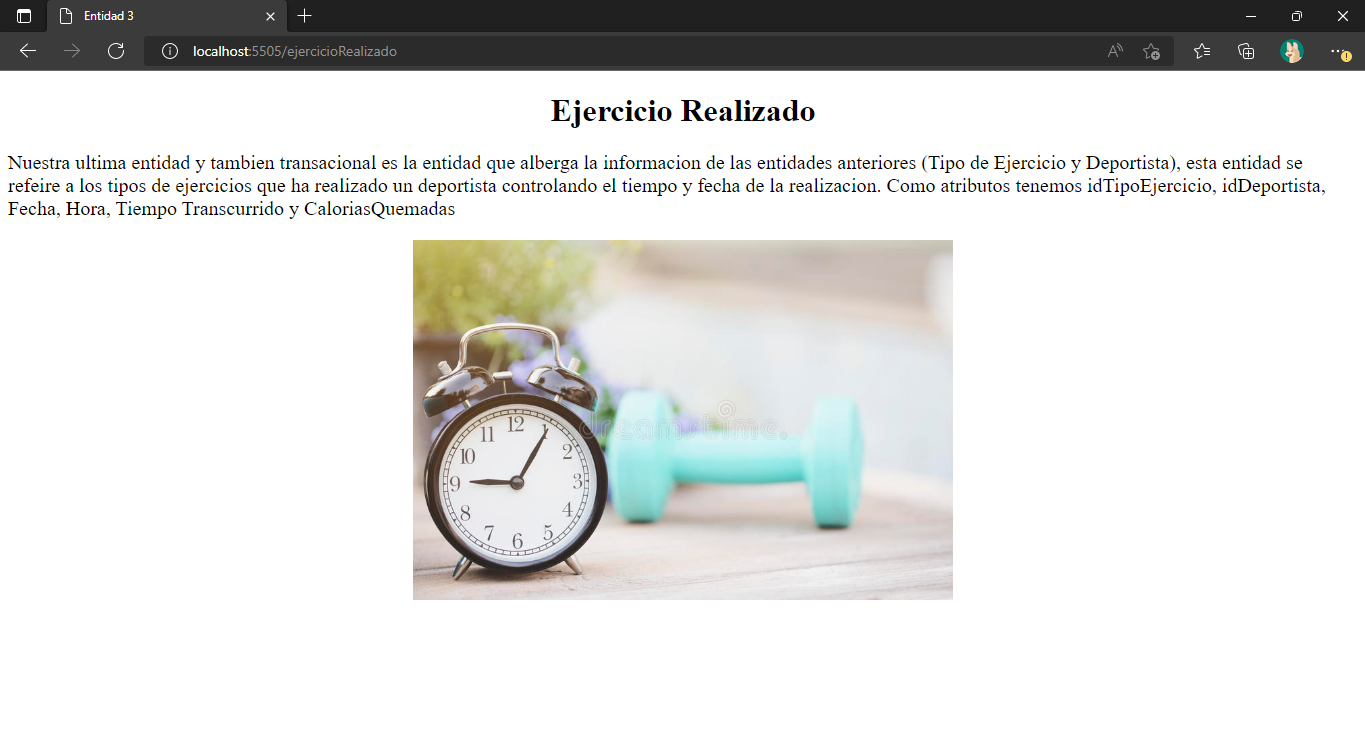 Entidad 3
localhost:5505/ejercicioRealizado
Ejercicio Realizado
Nuestra ultima entidad y tambien transacional es la entidad que alberga la informacion de las entidades anteriores (Tipo de Ejercicio y Deportista), esta entidad se
refeire a los tipos de ejercicios que ha realizado un deportista controlando el tiempo y fecha de la realizacion. Como atributos tenemos idTipoEjercicio, idDeportista,
Fecha, Hora, Tiempo Transcurrido y CaloriasQuemadas
12
11 1
10 2
9 3
8 4
7 5
6
dreamstime.